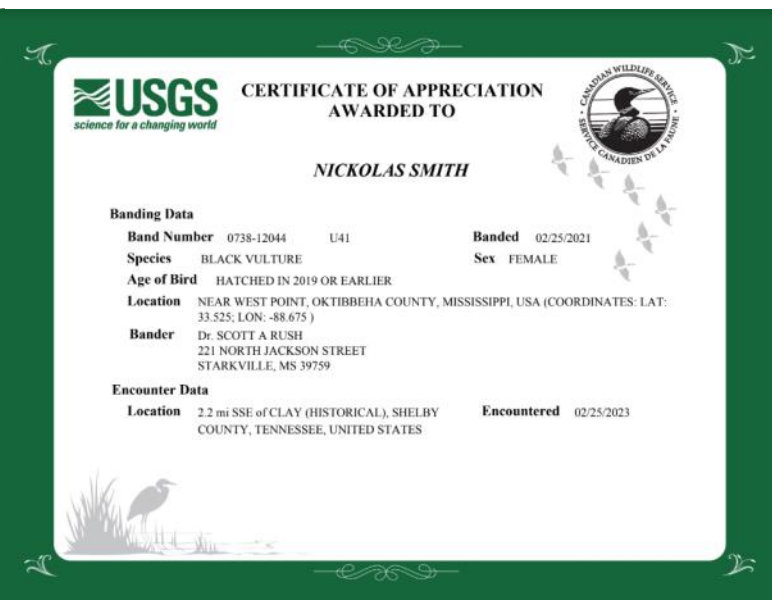 USGS
science for a changing world
CERTIFICATE OF APPRECIATION
AWARDED TO
CANADIAN WILDLIFE SERVICE
SERVICE CANADIEN DE LA FAUNE
NICKOLAS SMITH
Banding Data
Band Number 0738-12044 U41 Banded 02/25/2021
Species BLACK VULTURE Sex FEMALE
Age of Bird HATCHED IN 2019 OR EARLIER
Location NEAR WEST POINT, OKTIBBEHA COUNTY, MISSISSIPPI, USA (COORDINATES: LAT:
33.525; LON: -88.675 )
Bander Dr. SCOTT A RUSH
221 NORTH JACKSON STREET
STARKVILLE, MS 39759
Encounter Data
Location 2.2 mi SSE of CLAY (HISTORICAL), SHELBY Encountered 02/25/2023
COUNTY, TENNESSEE, UNITED STATES